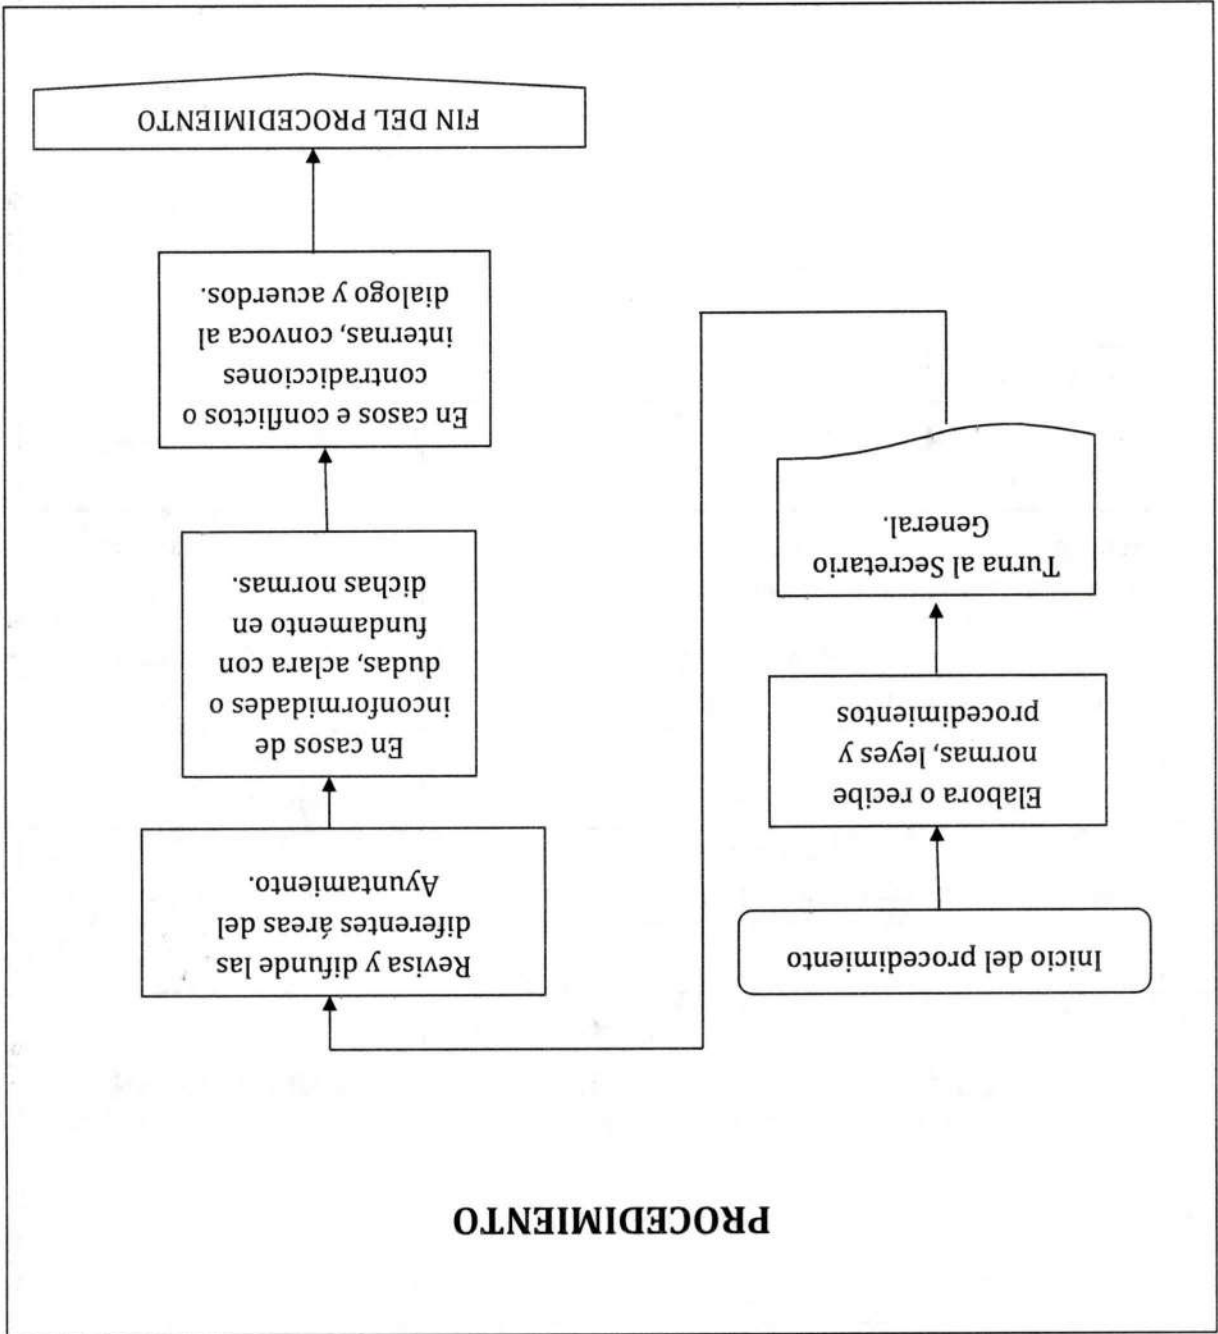 PROCEDIMIENTO
Inicio del procedimiento
Elabora o recibe
normas, leyes y
procedimientos
Turna al Secretario
General.
Revisa y difunde las
diferentes áreas del
Ayuntamiento.
En casos de
inconformidades o
dudas, aclara con
fundamento en
dichas normas.
En casos e conflictos o
contradicciones
internas, convoca al
dialogo y acuerdos.
FIN DEL PROCEDIMIENTO